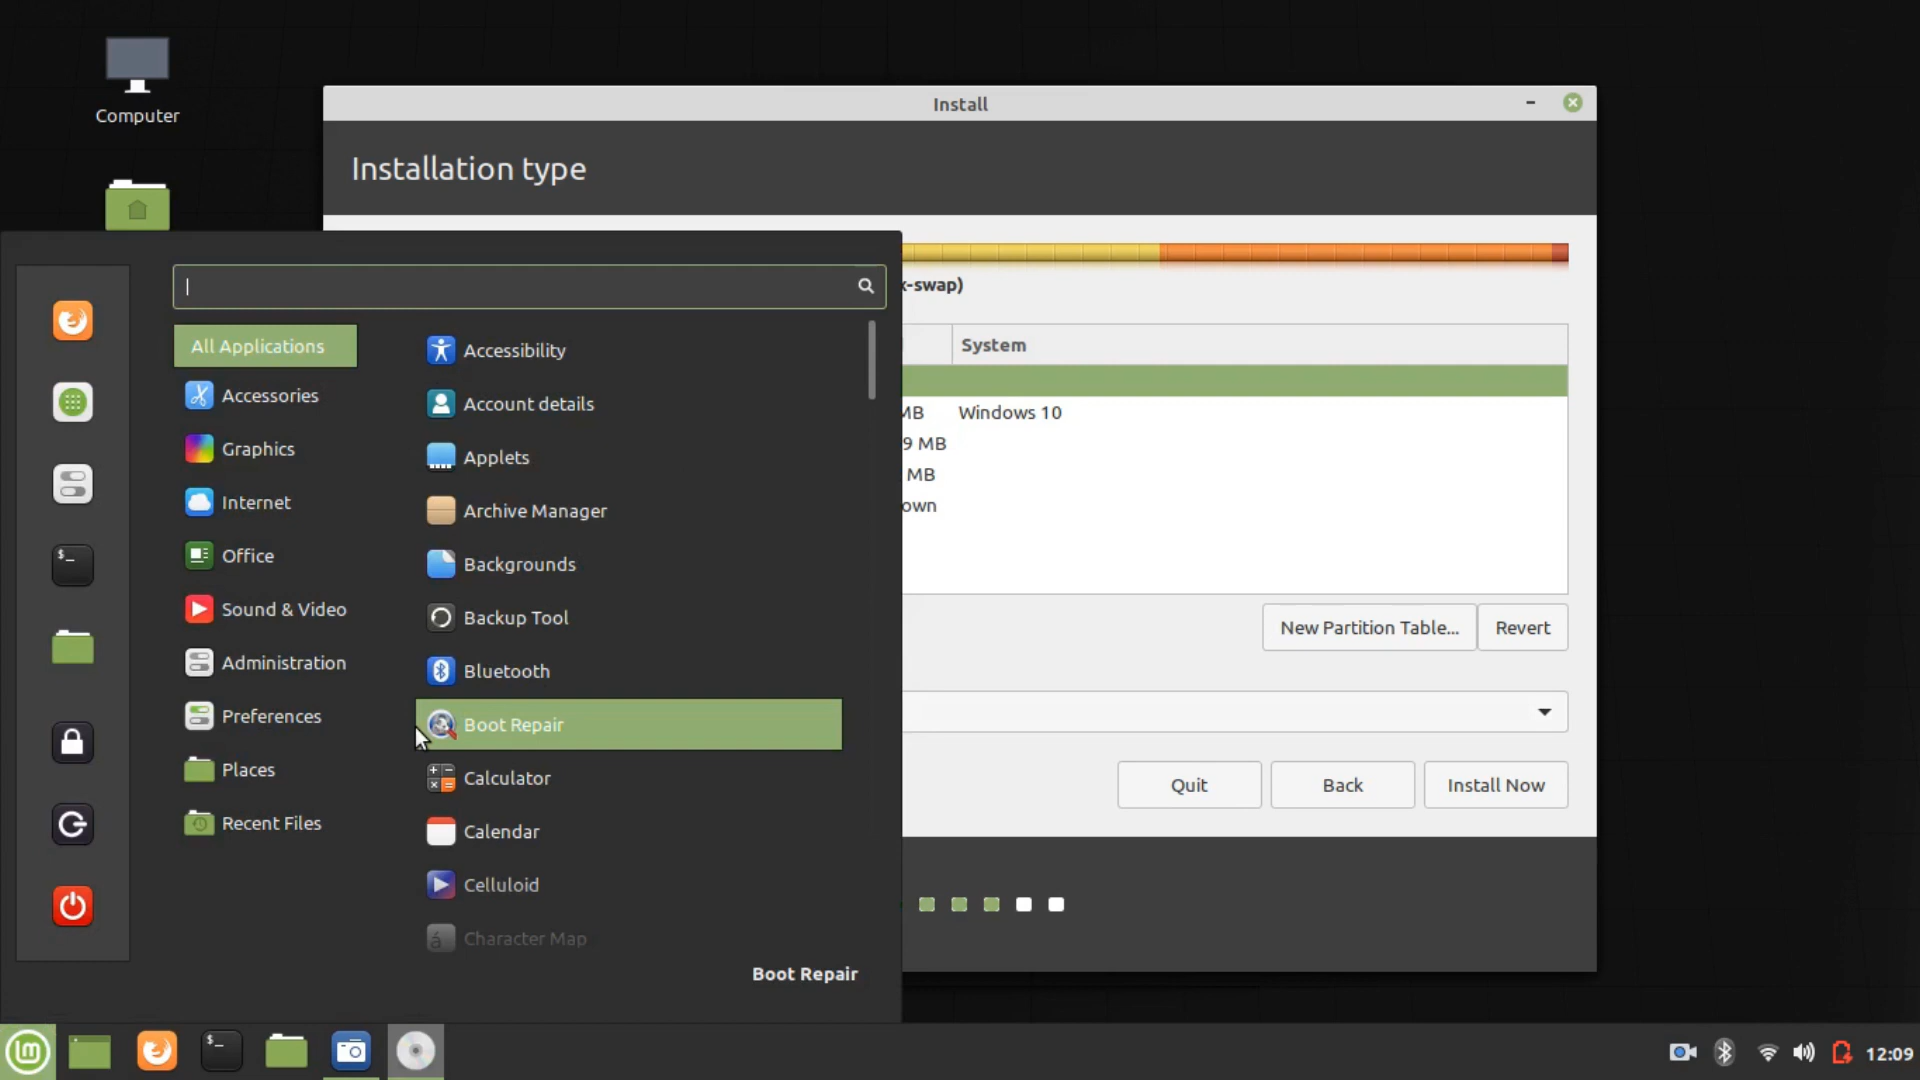 Computer
Install
Installation type
x-swap)
System
MB Windows 10
9 MB
MB
own
New Partition Table...
Revert
Quit
Back
Install Now
All Applications
Accessories
Graphics
Internet
Office
Sound & Video
Administration
Preferences
Places
Recent Files
Accessibility
Account details
Applets
Archive Manager
Backgrounds
Backup Tool
Bluetooth
Boot Repair
Calculator
Calendar
Celluloid
Character Map
Boot Repair
12:09